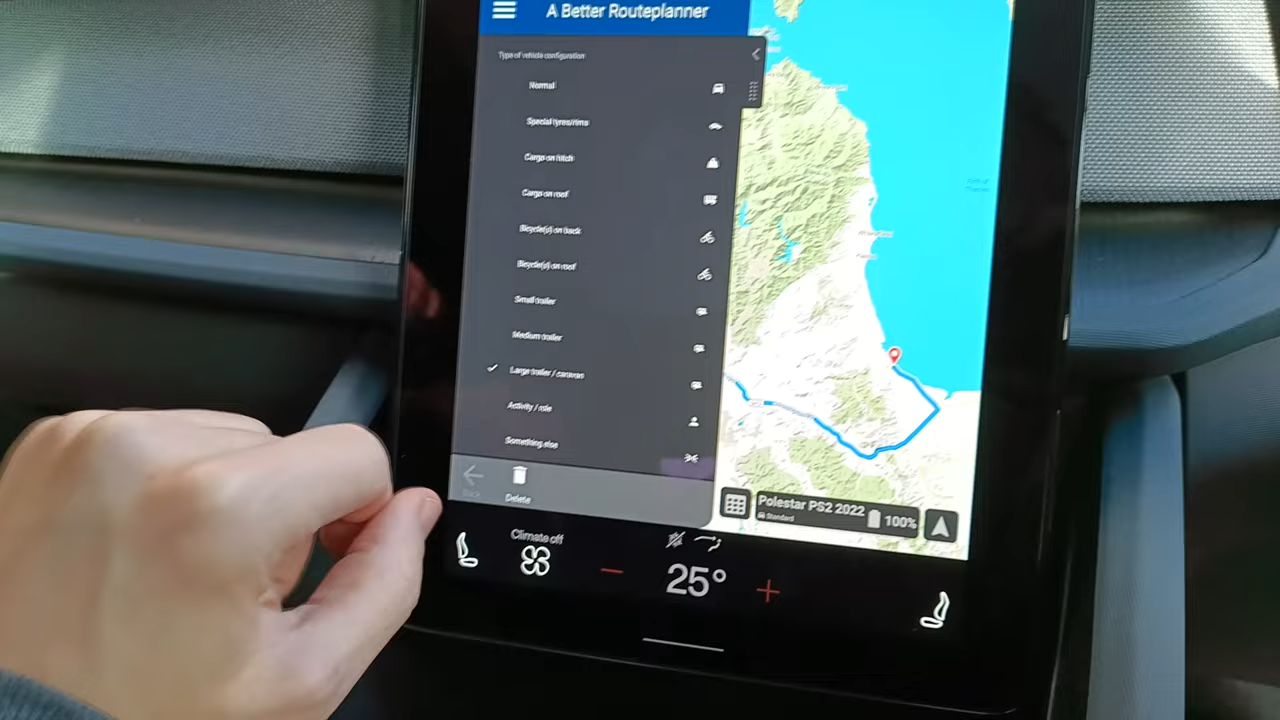 A Better Routeplanner
Type of vehicle configuration
Normal
Special tyres/rims
Cargo on hitch
Cargo on roof
Bicycle(s) on back
Bicycle(s) on roof
Small trailer
Medium trailer
Large trailer / caravan
Activity / role
Something else
Back
Delete
Polestar PS2 2022
Standard
100%
Climate off
25°